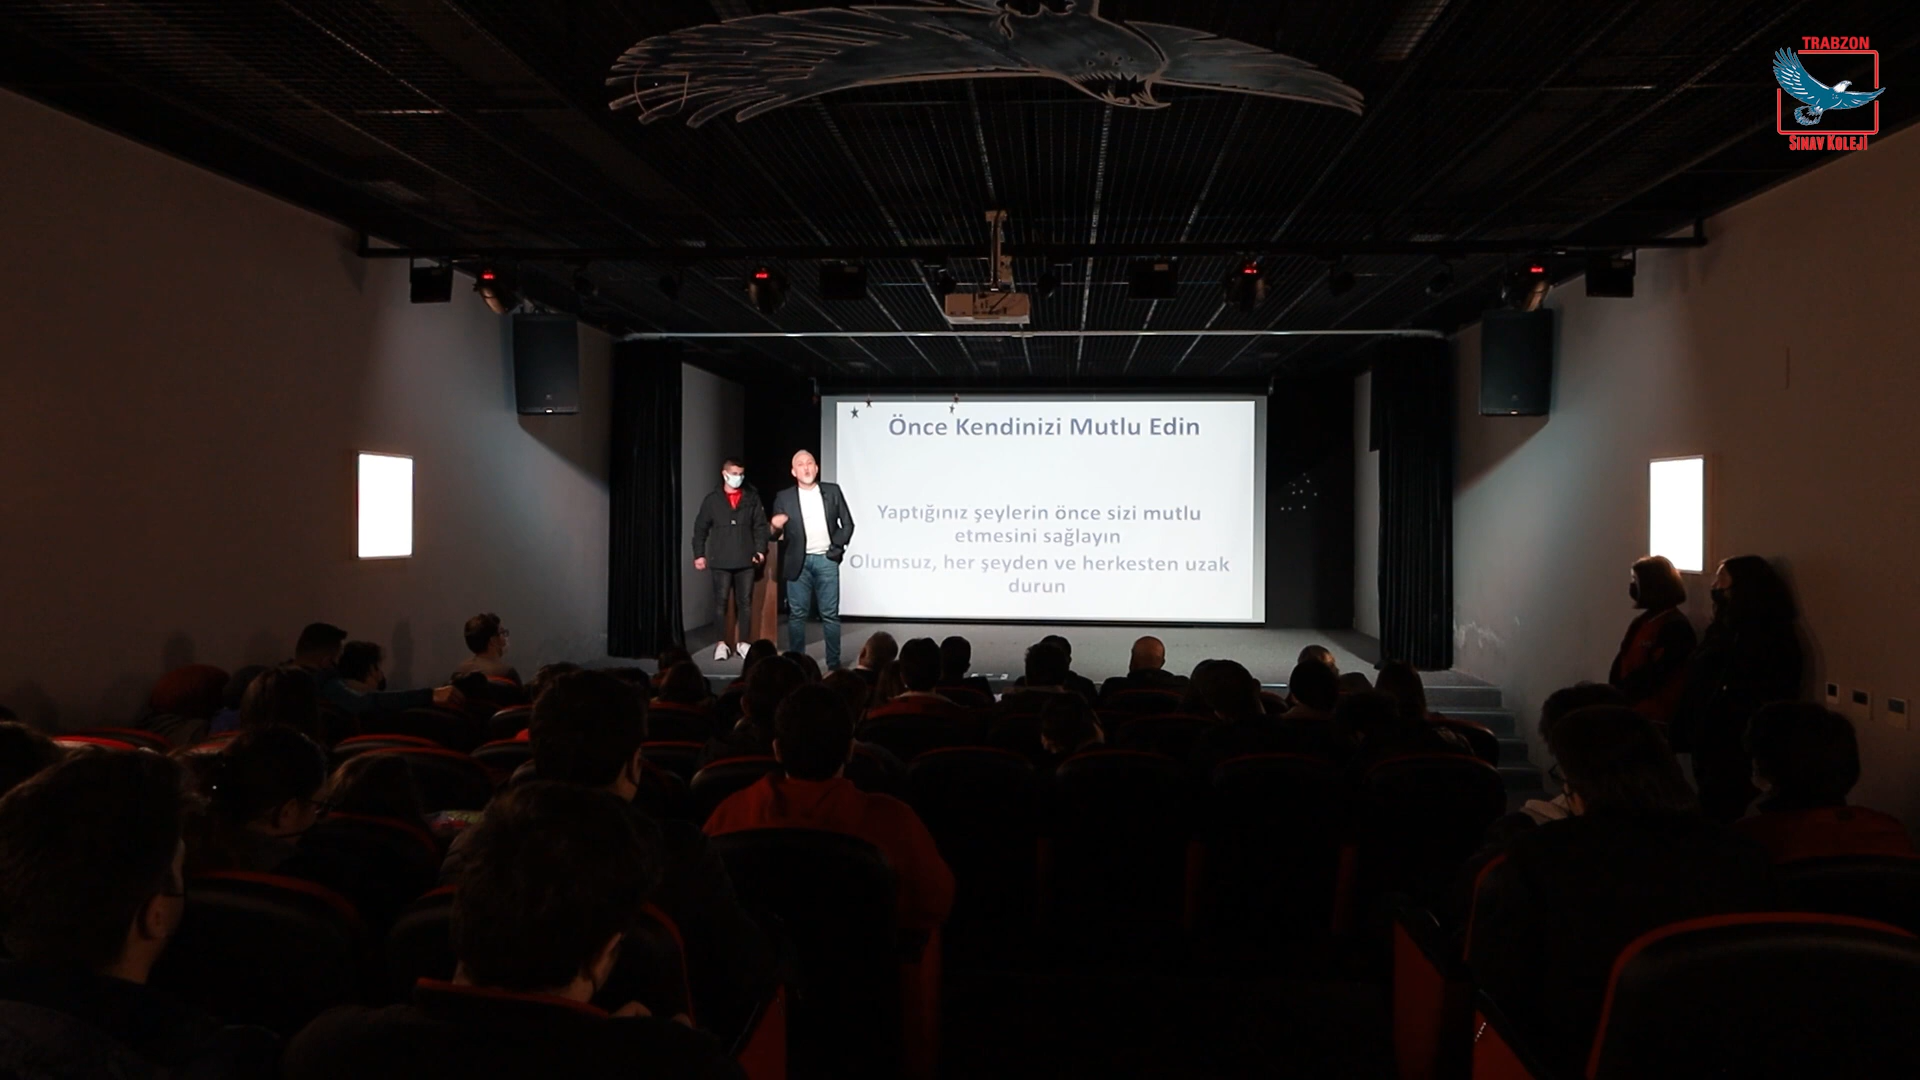 TRABZON
SINAV KOLEJİ
Önce Kendinizi Mutlu Edin
Yaptığınız şeylerin önce sizi mutlu
etmesini sağlayın
Olumsuz, her şeyden ve herkesten uzak
durun